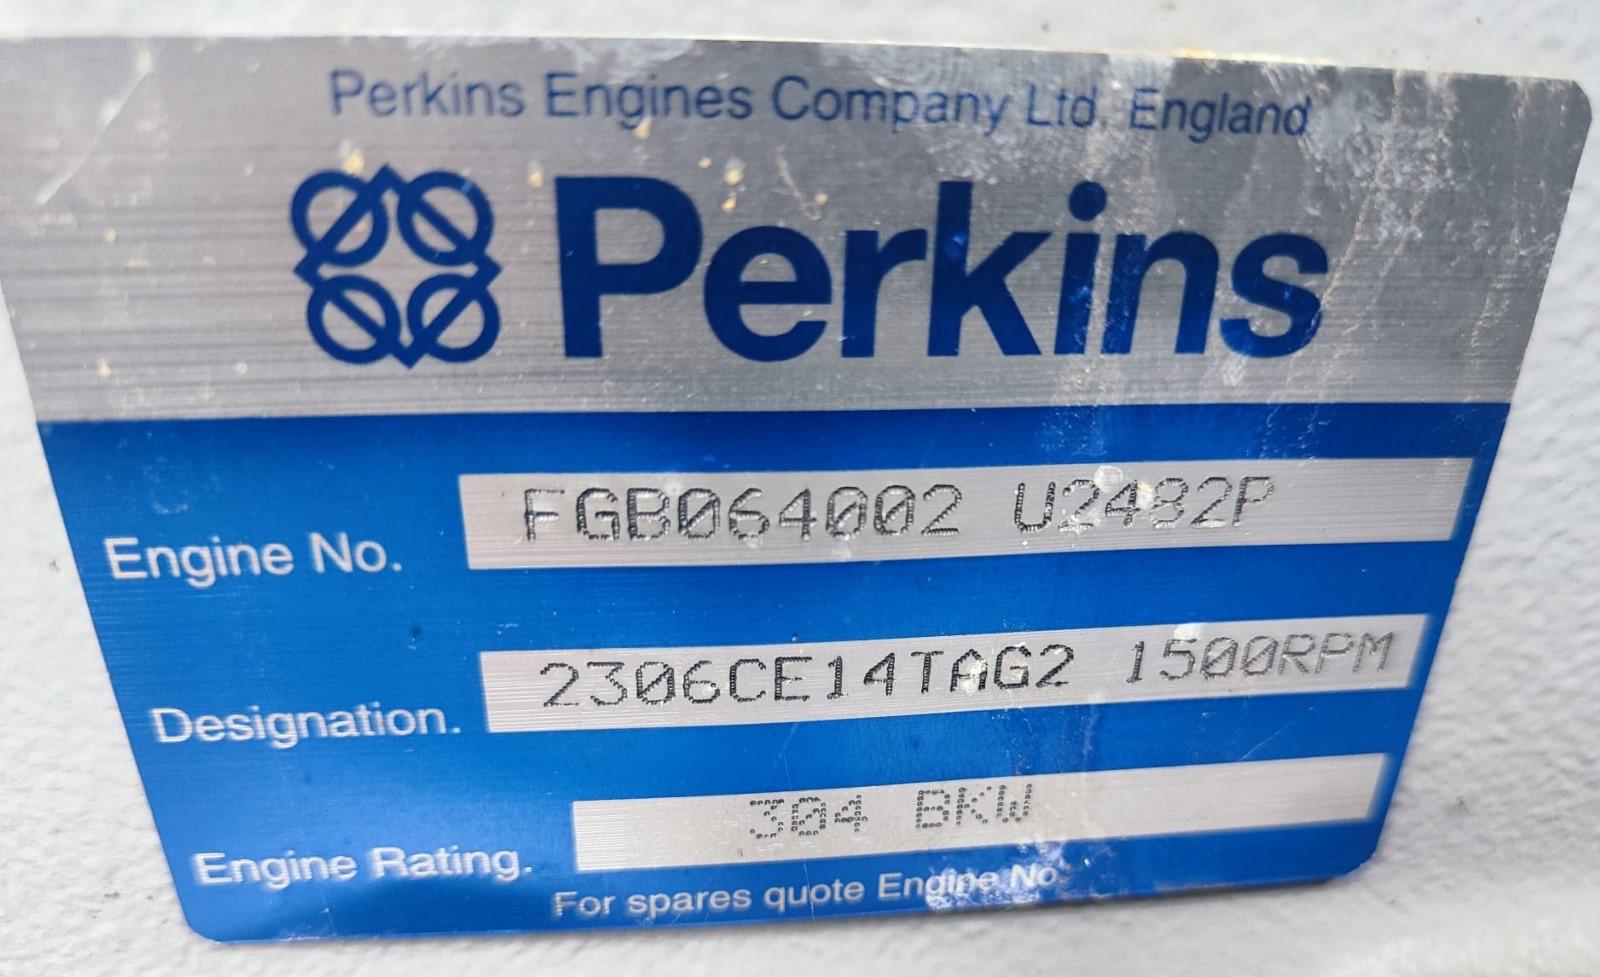 Perkins Engines Company Ltd, England
Perkins
Engine No. FGB064002 U2482P
Designation. 2306CE14TAG2 1500RPM
Engine Rating. 304 BKW
For spares quote Engine No.